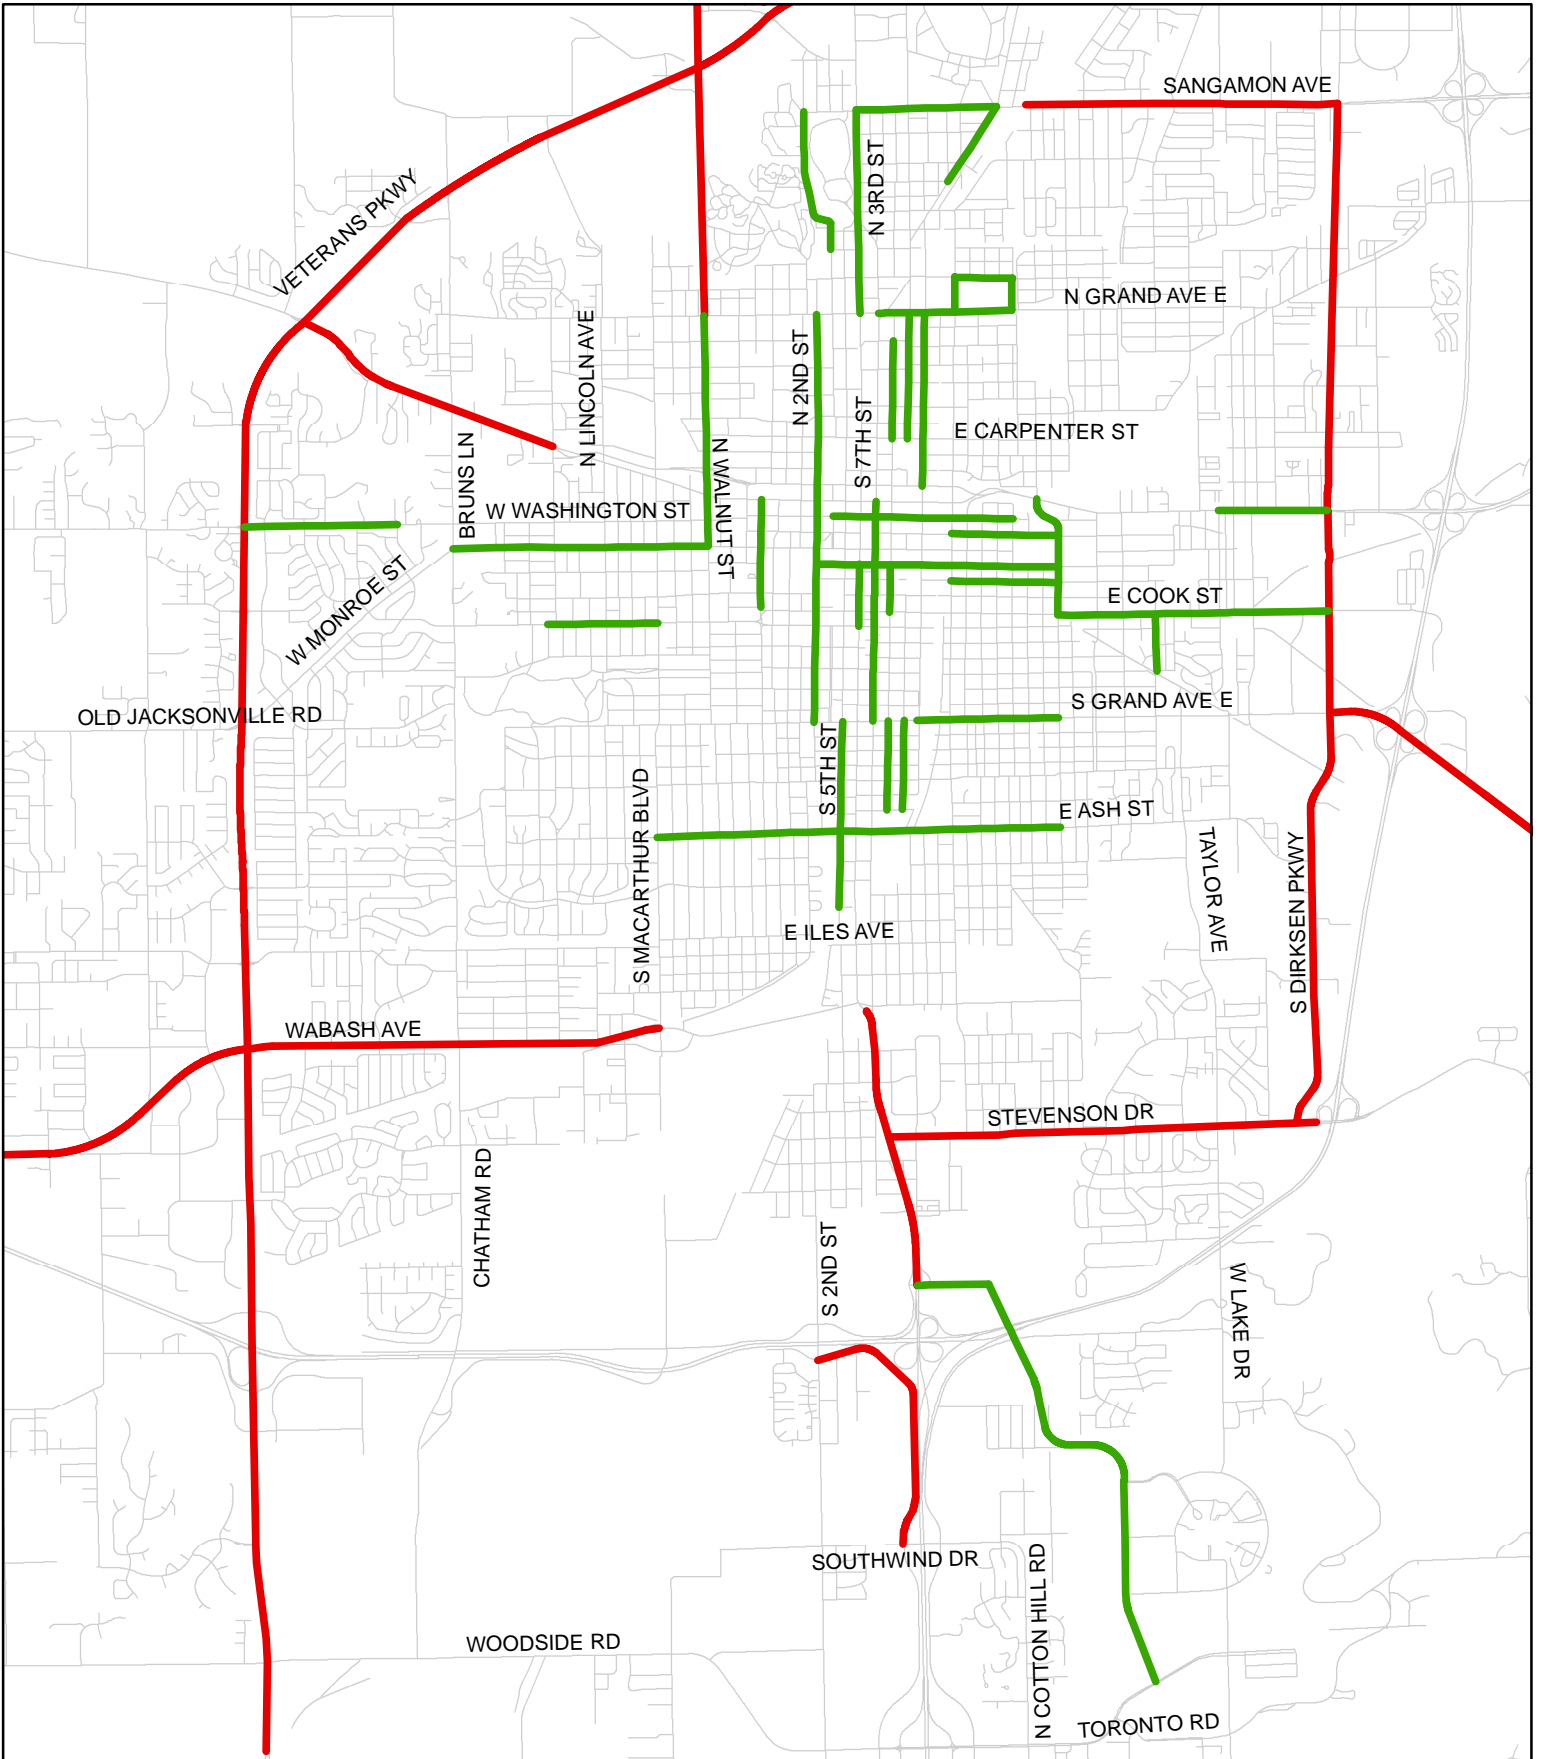 SANGAMON AVE
N 3RD ST
VETERANS PKWY
N GRAND AVE E
N LINCOLN AVE
N 2ND ST
S 7TH ST
E CARPENTER ST
BRUNS LN
N WALNUT ST
W WASHINGTON ST
W MONROE ST
E COOK ST
S GRAND AVE E
OLD JACKSONVILLE RD
S 5TH ST
S MACARTHUR BLVD
E ASH ST
TAYLOR AVE
S DIRKSEN PKWY
E ILES AVE
WABASH AVE
STEVENSON DR
CHATHAM RD
S 2ND ST
W LAKE DR
SOUTHWIND DR
N COTTON HILL RD
WOODSIDE RD
TORONTO RD